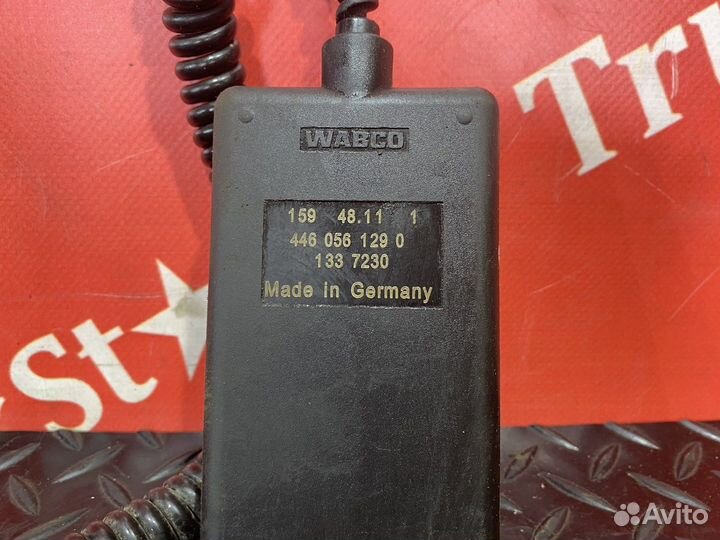 WABCO
159 48.11 1
446 056 129 0
133 7230
Made in Germany
Tru
St
Avito